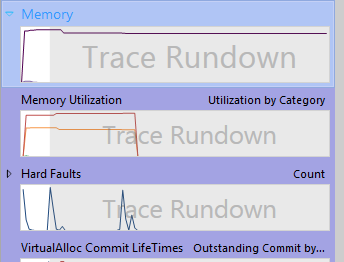 Memory
Trace Rundown
Memory Utilization Utilization by Category
Trace Rundown
Hard Faults Count
Trace Rundown
VirtualAlloc Commit LifeTimes Outstanding Commit by...